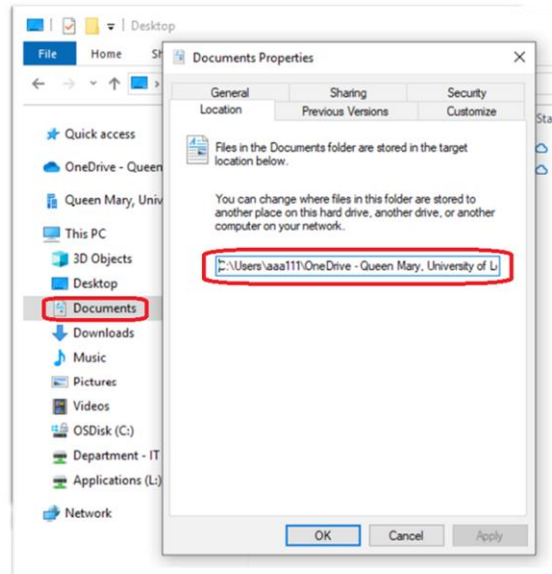 Desktop
File Home
Documents Properties
General Sharing Security
Location Previous Versions Customize
Files in the Documents folder are stored in the target
location below.
You can change where files in this folder are stored to
another place on this hard drive, another drive, or another
computer on your network.
C:\Users\aaa111\OneDrive - Queen Mary, University of L
OK Cancel Apply
Quick access
OneDrive - Queen
Queen Mary, Univ
This PC
3D Objects
Desktop
Documents
Downloads
Music
Pictures
Videos
OSDisk (C:)
Department - IT
Applications (L:)
Network
Sta